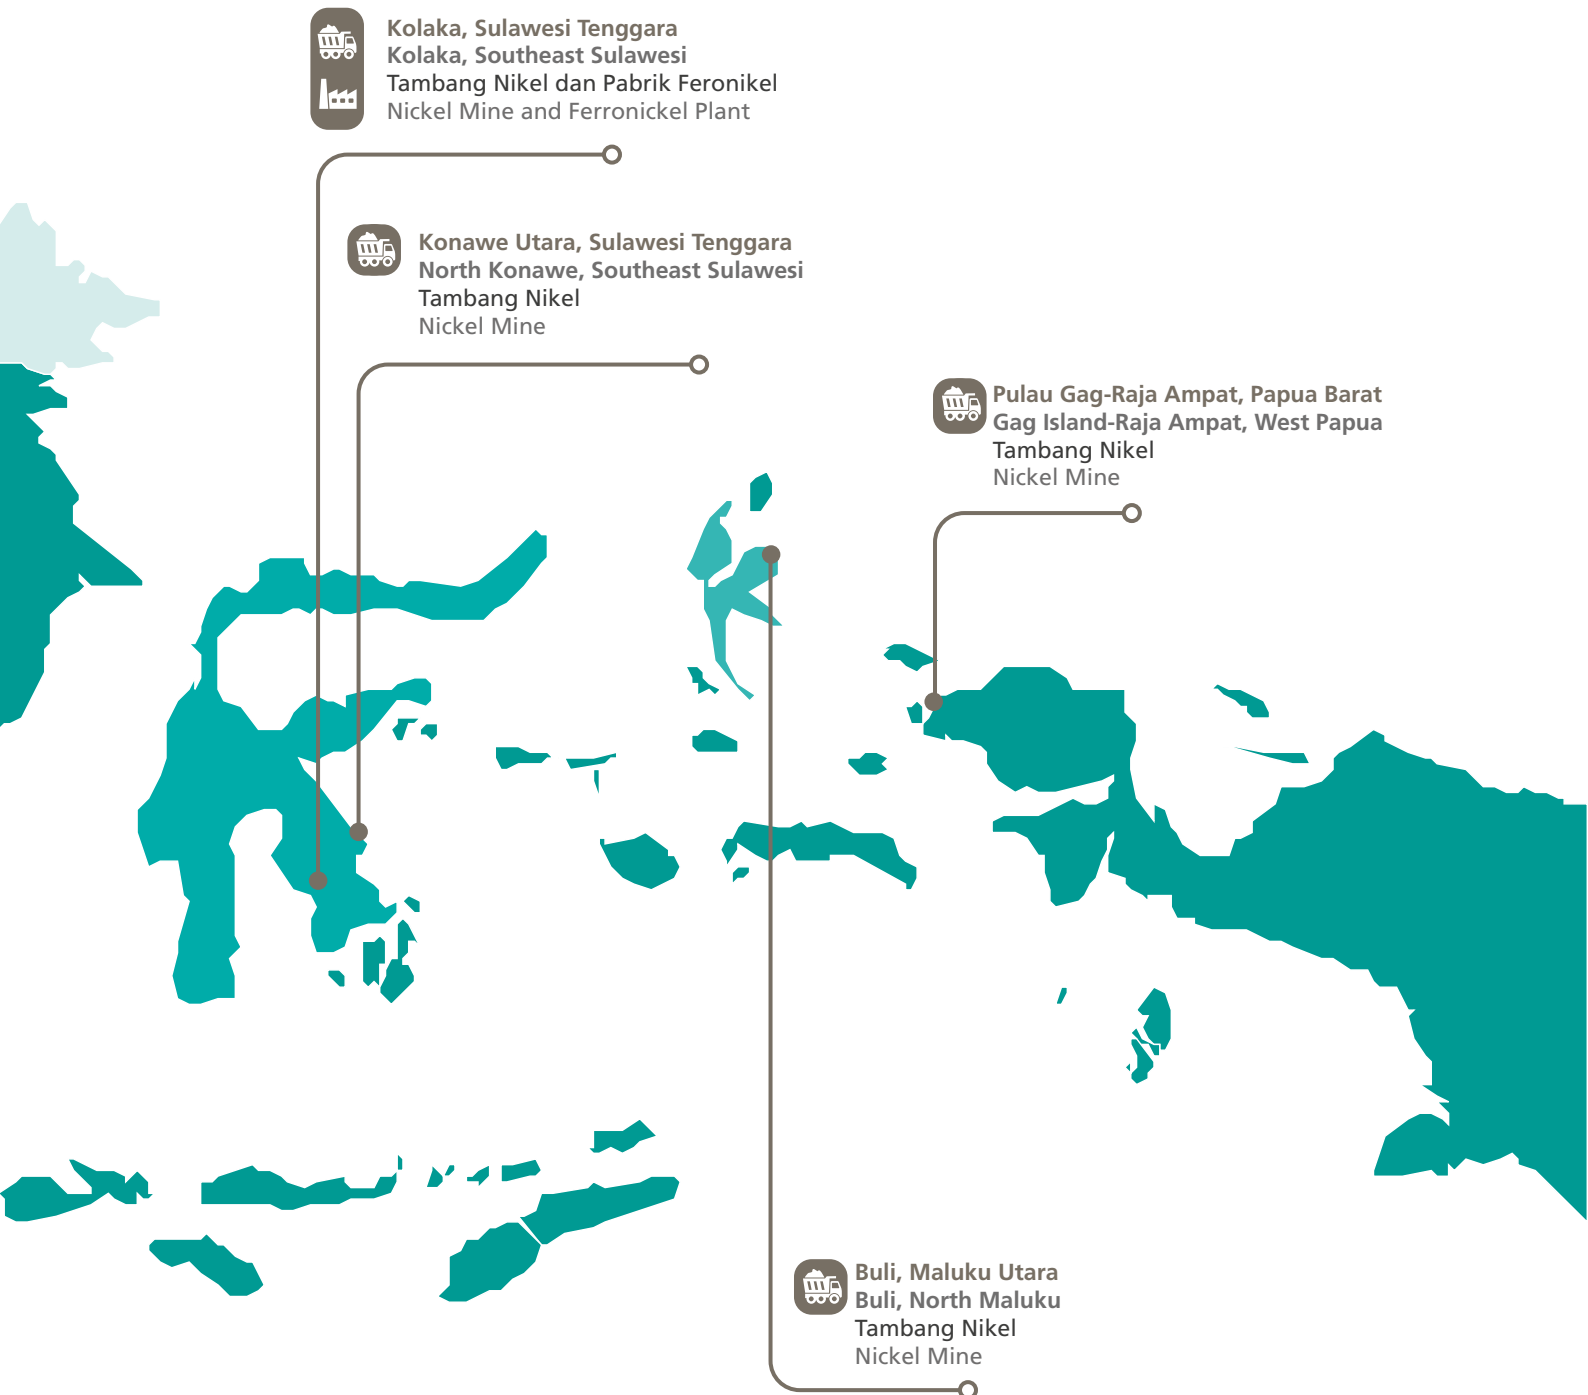 Kolaka, Sulawesi Tenggara
Kolaka, Southeast Sulawesi
Tambang Nikel dan Pabrik Feronikel
Nickel Mine and Ferronickel Plant
Konawe Utara, Sulawesi Tenggara
North Konawe, Southeast Sulawesi
Tambang Nikel
Nickel Mine
Pulau Gag-Raja Ampat, Papua Barat
Gag Island-Raja Ampat, West Papua
Tambang Nikel
Nickel Mine
Buli, Maluku Utara
Buli, North Maluku
Tambang Nikel
Nickel Mine